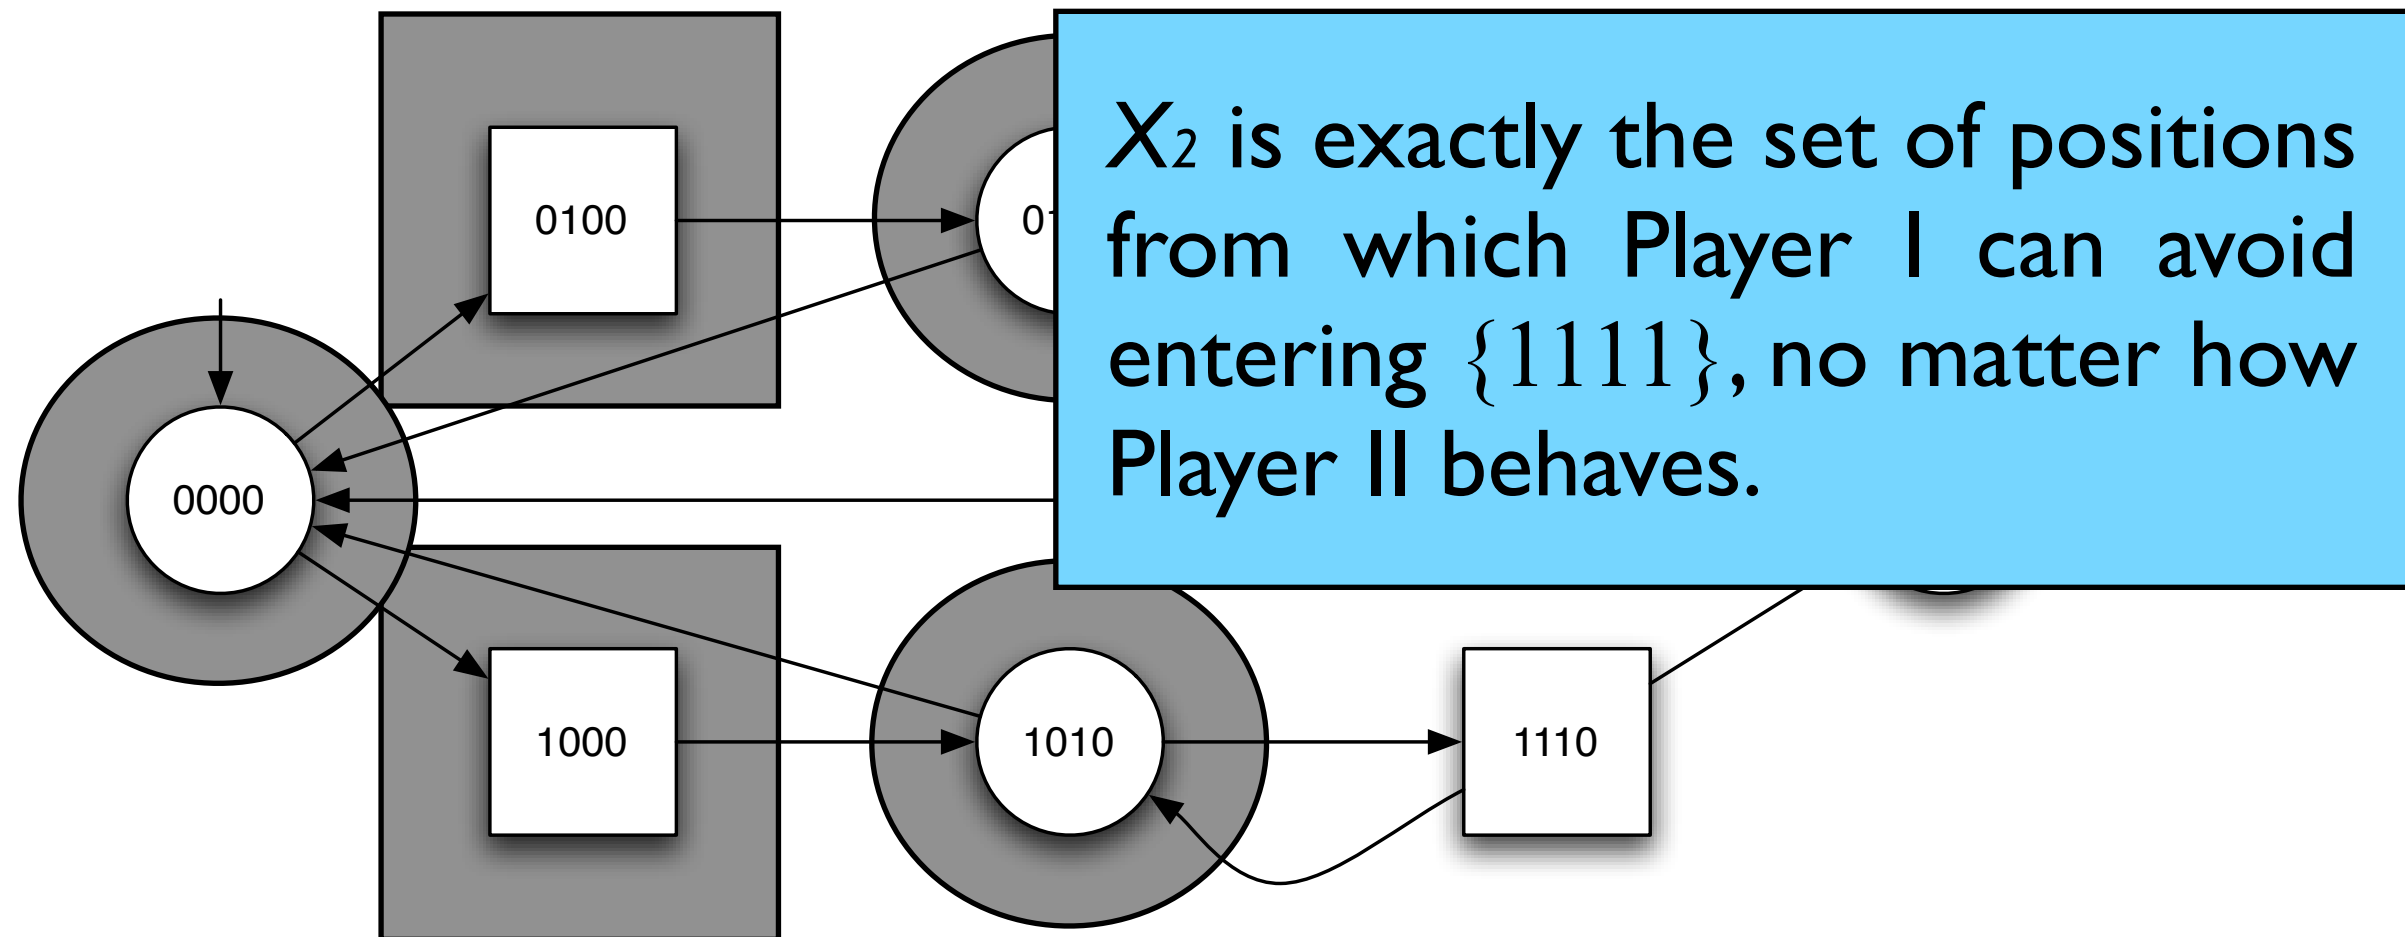 0100
X2 is exactly the set of positions
from which Player I can avoid
entering {1111}, no matter how
Player II behaves.
0000
1000
1010
1110